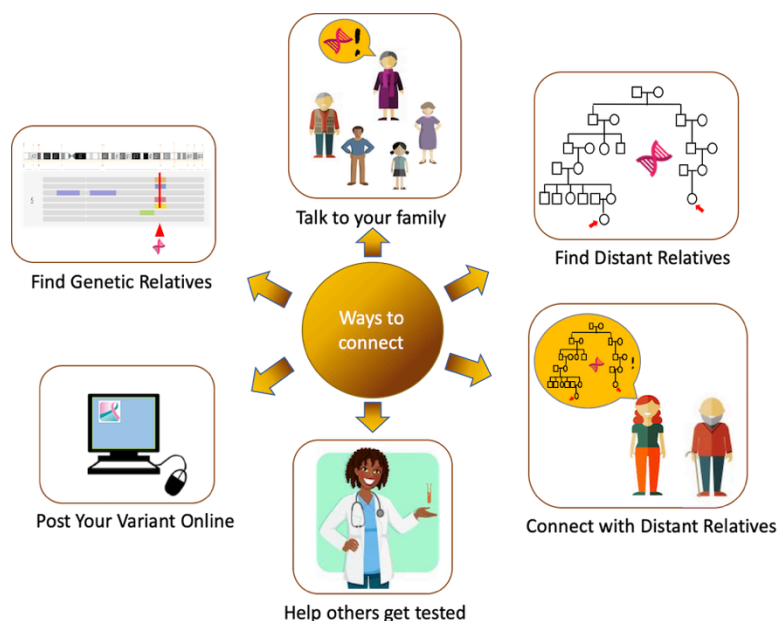 Talk to your family
Find Genetic Relatives
Find Distant Relatives
Ways to
connect
Post Your Variant Online
Connect with Distant Relatives
Help others get tested